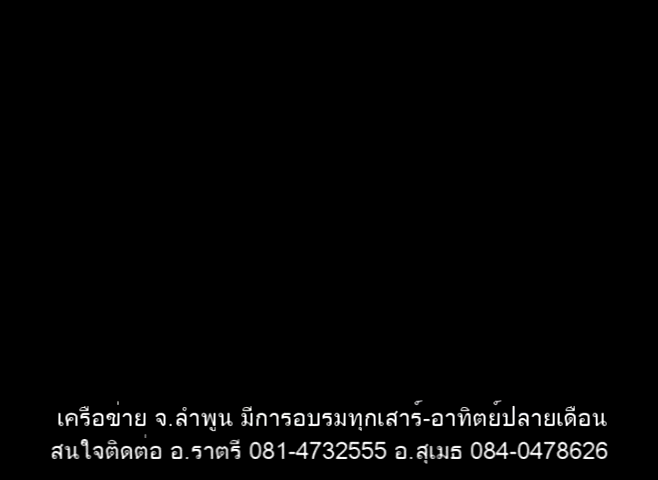 เครือข่าย จ.ลำพูน มีการอบรมทุกเสาร์-อาทิตย์ปลายเดือน
สนใจติดต่อ อ.ราตรี 081-4732555 อ.สุเมธ 084-0478626